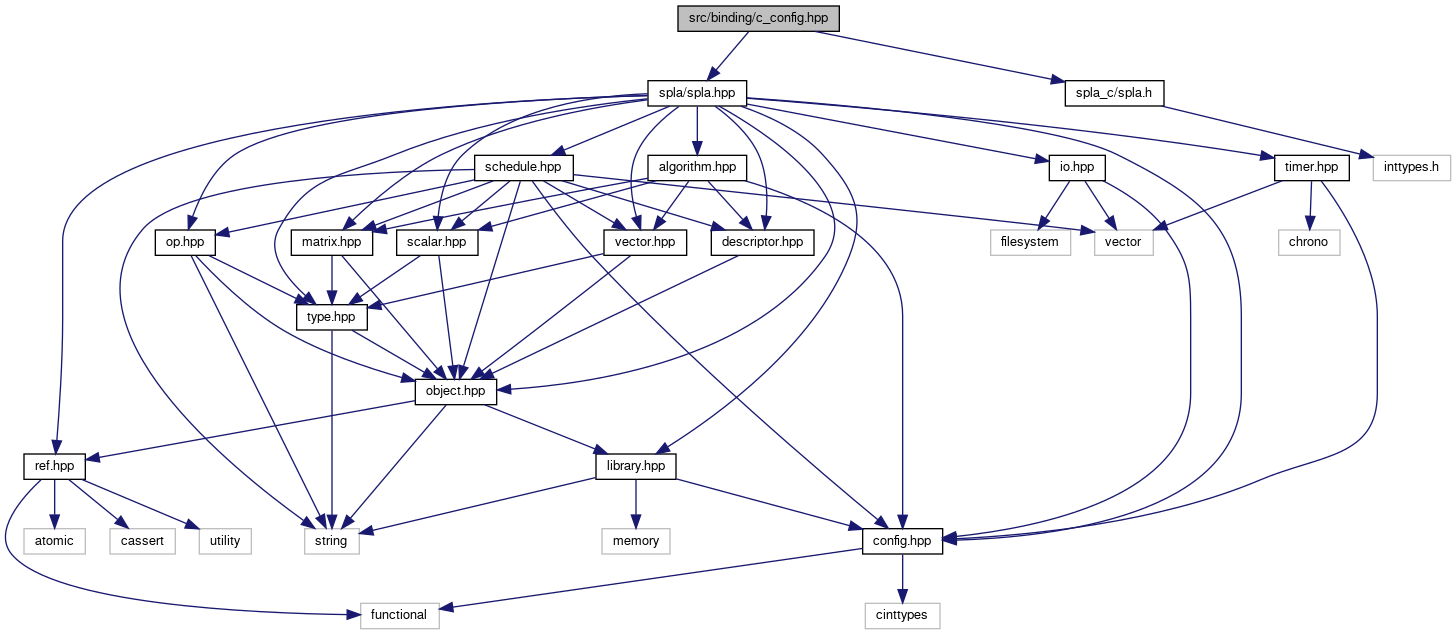 src/binding/c_config.hpp
spla/spla.hpp
spla_c/spla.h
schedule.hpp
algorithm.hpp
io.hpp
timer.hpp
inttypes.h
op.hpp
matrix.hpp
scalar.hpp
vector.hpp
descriptor.hpp
filesystem
vector
chrono
type.hpp
object.hpp
ref.hpp
library.hpp
atomic
cassert
utility
string
memory
config.hpp
functional
cinttypes